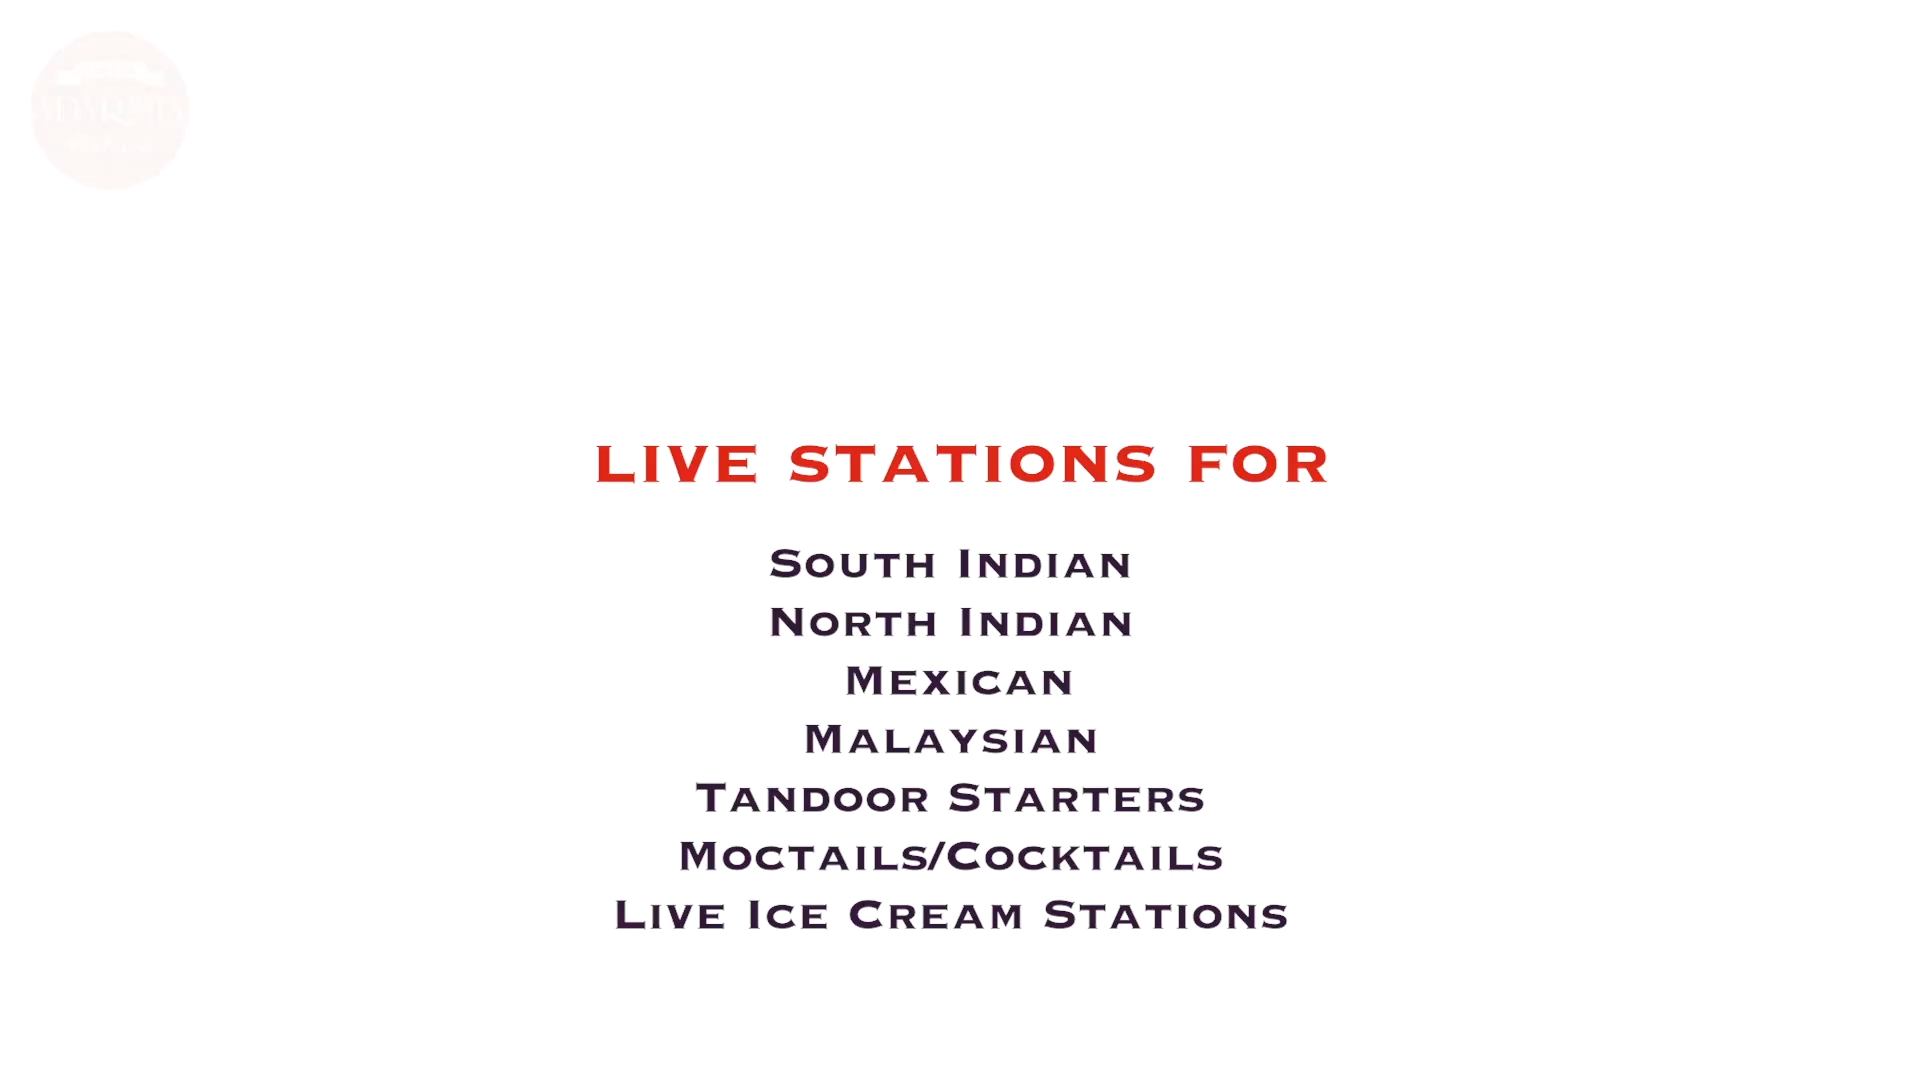 LIVE STATIONS FOR
SOUTH INDIAN
NORTH INDIAN
MEXICAN
MALAYSIAN
TANDOOR STARTERS
MOCTAILS/COCKTAILS
LIVE ICE CREAM STATIONS